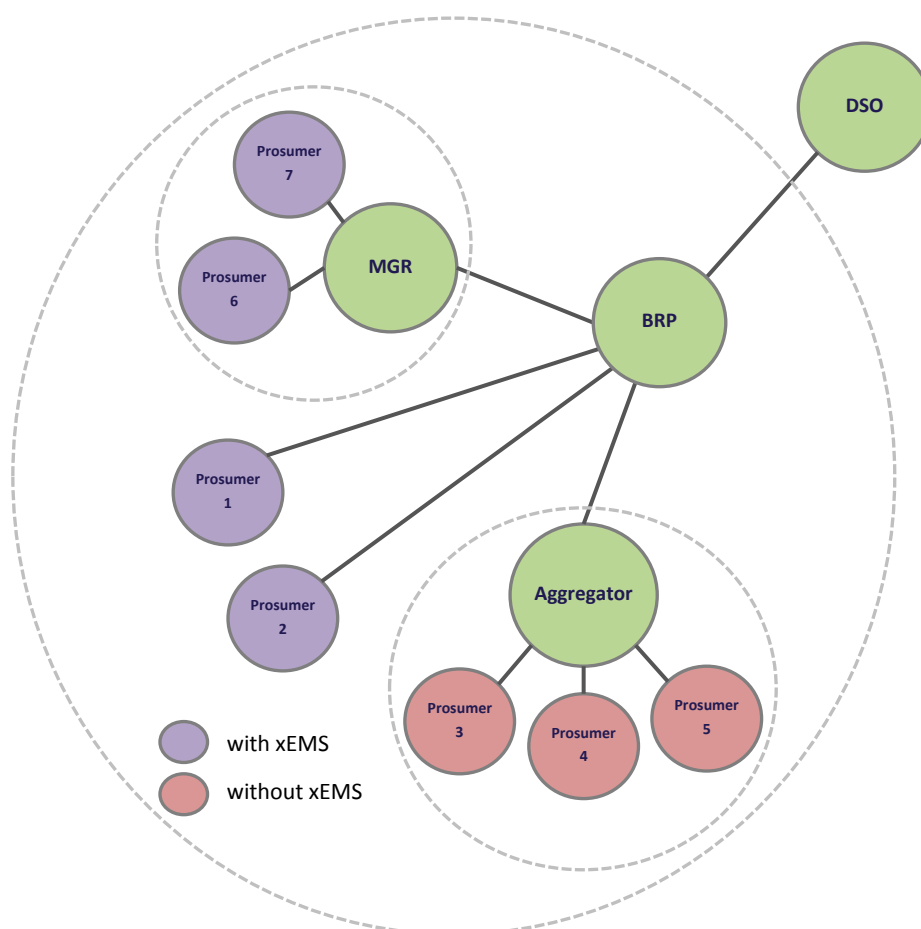 DSO
Prosumer
7
MGR
Prosumer
6
BRP
Prosumer
1
Aggregator
Prosumer
2
Prosumer
3
Prosumer
4
Prosumer
5
with xEMS
without xEMS